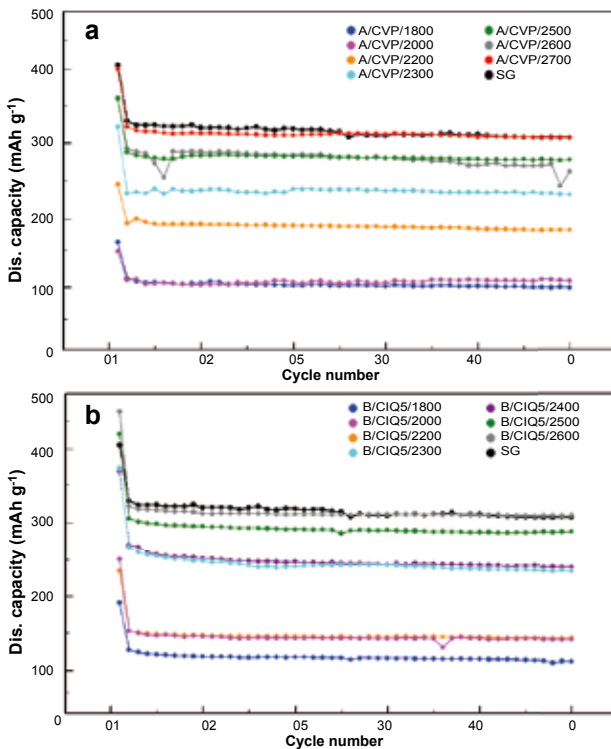 a
A/CVP/1800
A/CVP/2000
A/CVP/2200
A/CVP/2300
A/CVP/2500
A/CVP/2600
A/CVP/2700
SG
500
400
300
200
100
0
Dis. capacity (mAh g-1)
01 02 05 30 40 0
Cycle number
b
B/CIQ5/1800
B/CIQ5/2000
B/CIQ5/2200
B/CIQ5/2300
B/CIQ5/2400
B/CIQ5/2500
B/CIQ5/2600
SG
500
400
300
200
100
0
Dis. capacity (mAh g-1)
01 02 05 30 40 0
Cycle number